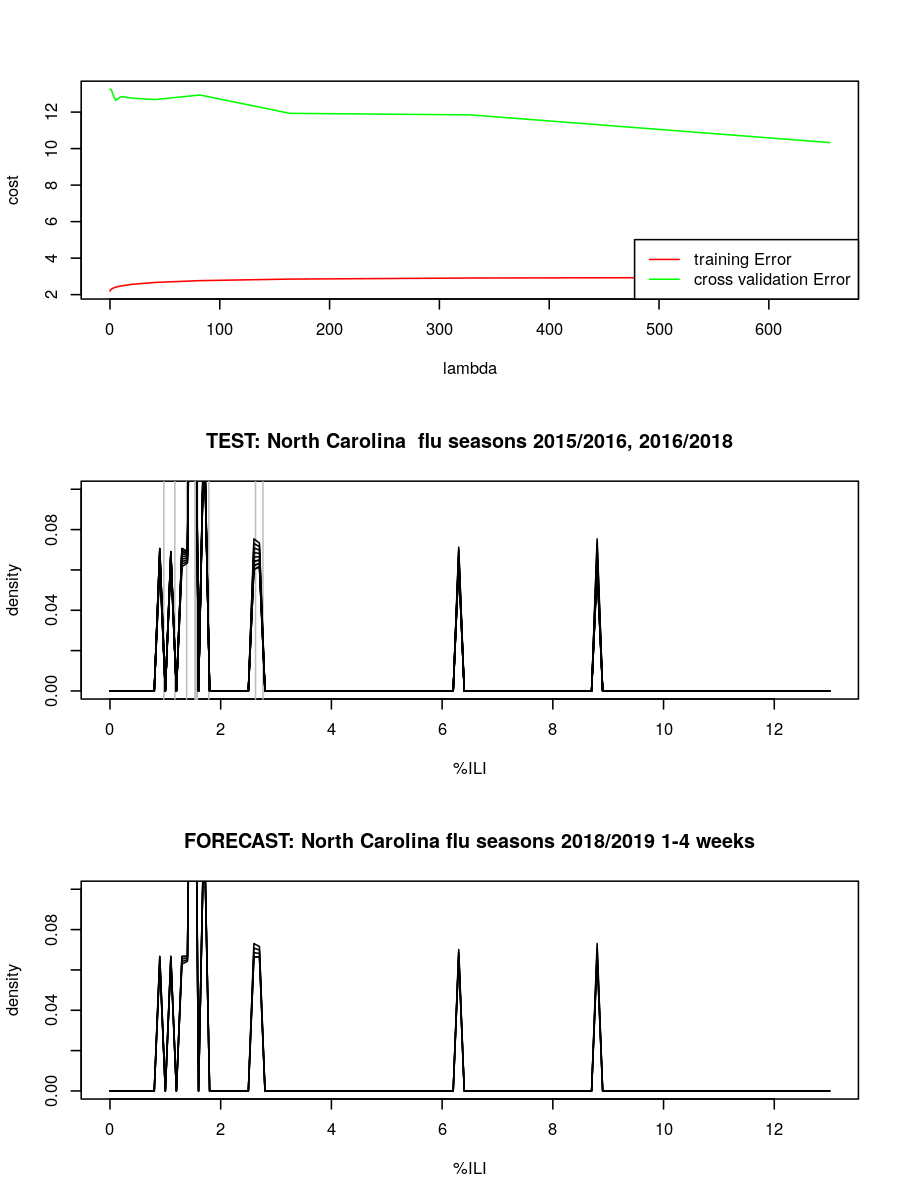 12
10
8
6
4
2
cost
training Error
cross validation Error
0 100 200 300 400 500 600
lambda
TEST: North Carolina  flu seasons 2015/2016, 2016/2018
0.08
0.04
0.00
density
0 2 4 6 8 10 12
%ILI
FORECAST: North Carolina flu seasons 2018/2019 1-4 weeks
0.08
0.04
0.00
density
0 2 4 6 8 10 12
%ILI